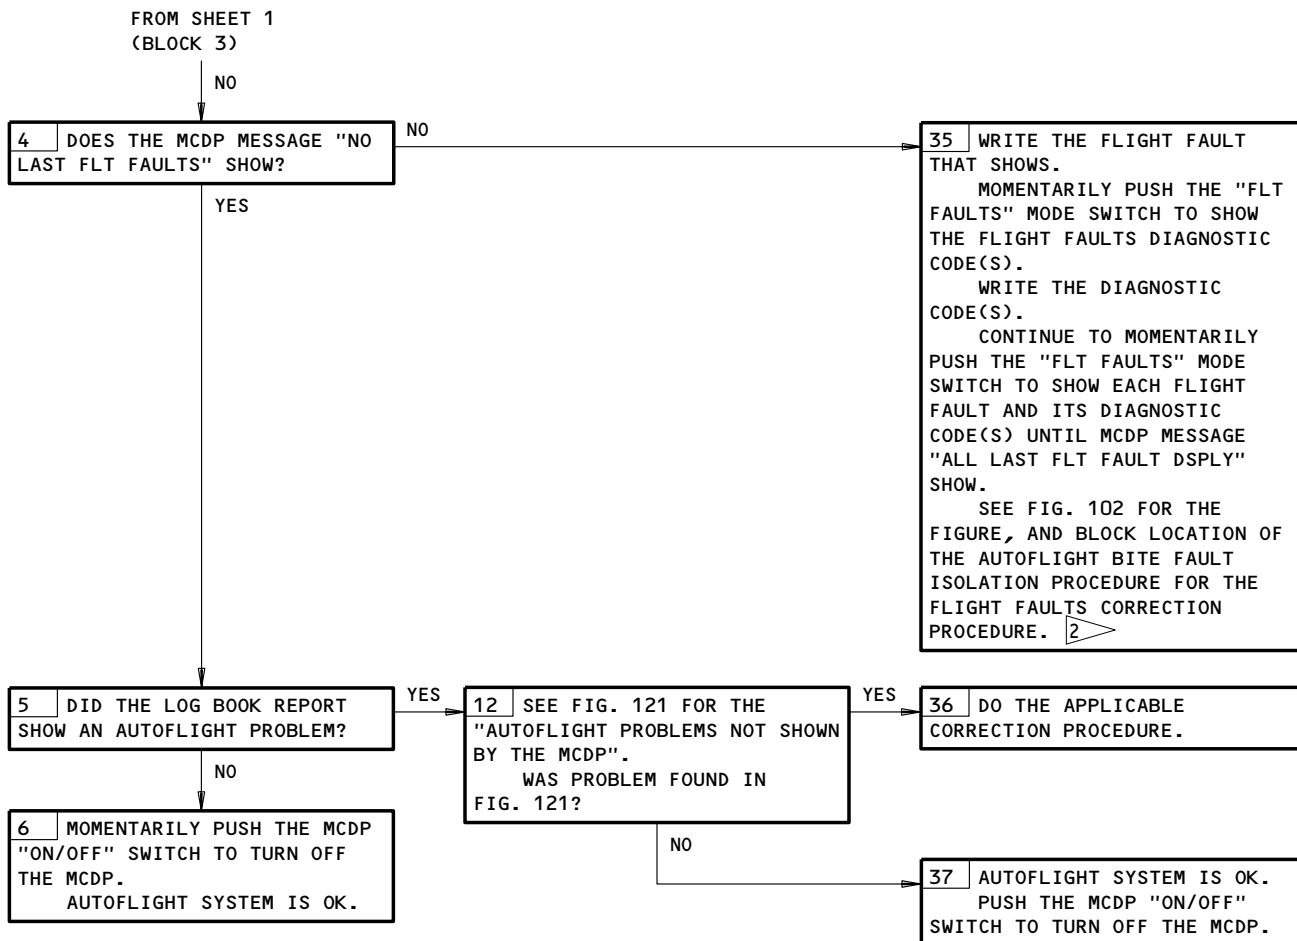 FROM SHEET 1
(BLOCK 3)
NO
4 DOES THE MCDP MESSAGE "NO
LAST FLT FAULTS" SHOW?
NO
YES
35 WRITE THE FLIGHT FAULT
THAT SHOWS.
MOMENTARILY PUSH THE "FLT
FAULTS" MODE SWITCH TO SHOW
THE FLIGHT FAULTS DIAGNOSTIC
CODE(S).
WRITE THE DIAGNOSTIC
CODE(S).
CONTINUE TO MOMENTARILY
PUSH THE "FLT FAULTS" MODE
SWITCH TO SHOW EACH FLIGHT
FAULT AND ITS DIAGNOSTIC
CODE(S) UNTIL MCDP MESSAGE
"ALL LAST FLT FAULT DSPLY"
SHOW.
SEE FIG. 102 FOR THE
FIGURE, AND BLOCK LOCATION OF
THE AUTOFLIGHT BITE FAULT
ISOLATION PROCEDURE FOR THE
FLIGHT FAULTS CORRECTION
PROCEDURE. 2
5 DID THE LOG BOOK REPORT
SHOW AN AUTOFLIGHT PROBLEM?
YES
NO
12 SEE FIG. 121 FOR THE
"AUTOFLIGHT PROBLEMS NOT SHOWN
BY THE MCDP".
WAS PROBLEM FOUND IN
FIG. 121?
YES
NO
36 DO THE APPLICABLE
CORRECTION PROCEDURE.
6 MOMENTARILY PUSH THE MCDP
"ON/OFF" SWITCH TO TURN OFF
THE MCDP.
AUTOFLIGHT SYSTEM IS OK.
37 AUTOFLIGHT SYSTEM IS OK.
PUSH THE MCDP "ON/OFF"
SWITCH TO TURN OFF THE MCDP.